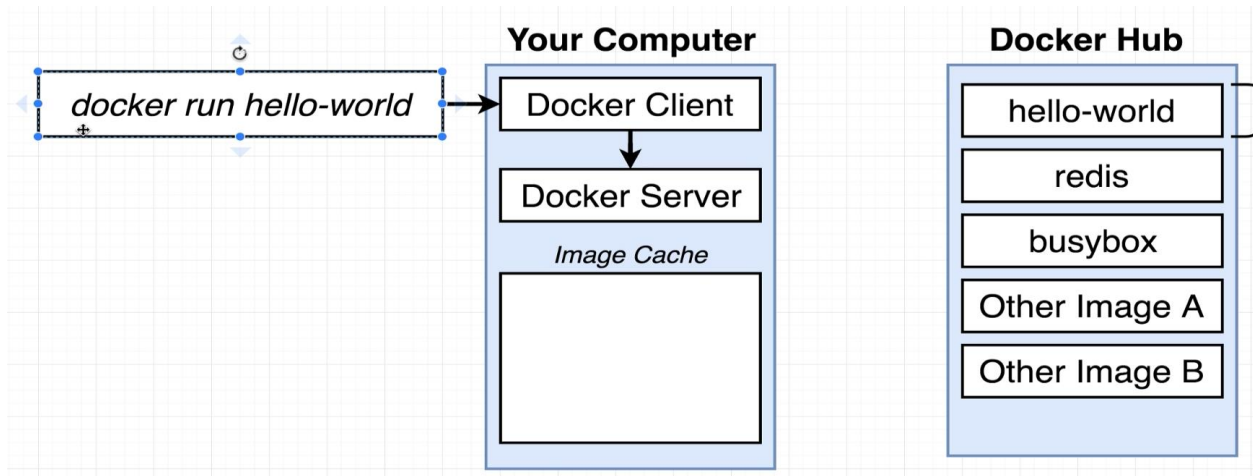 Your Computer
Docker Hub
docker run hello-world
Docker Client
Docker Server
Image Cache
hello-world
redis
busybox
Other Image A
Other Image B